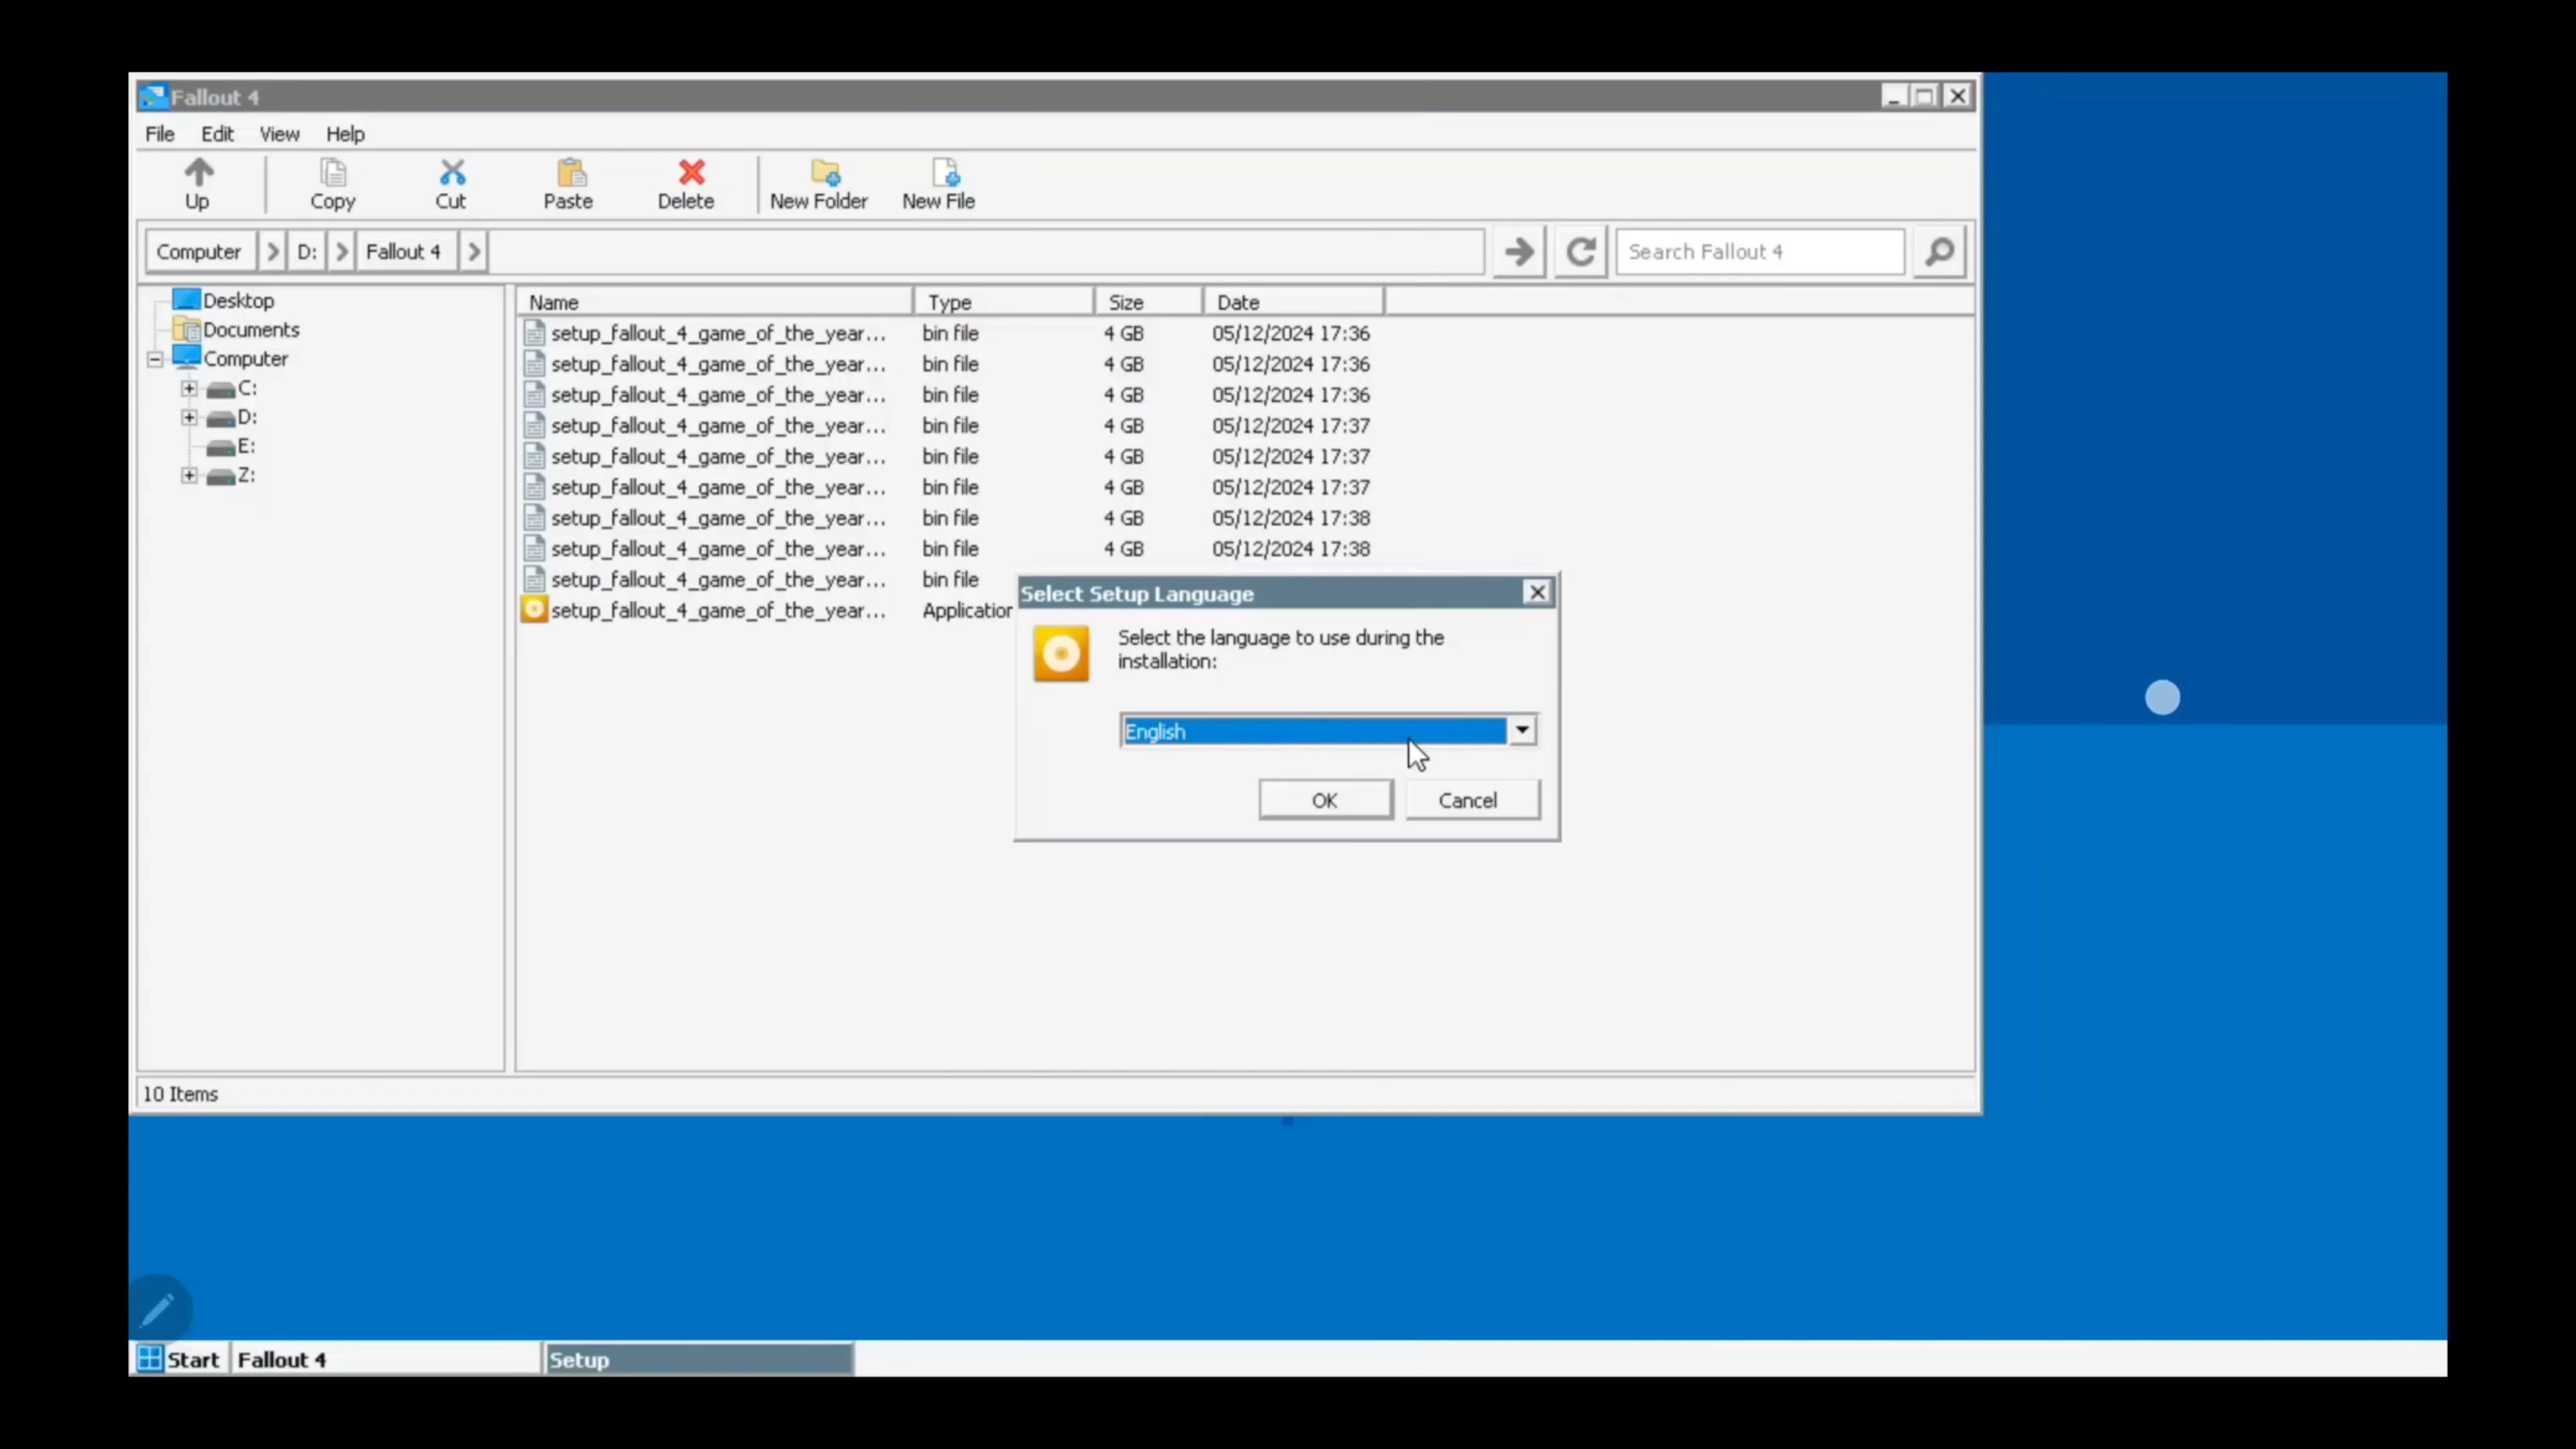 Fallout 4
File Edit View Help
Up Copy Cut Paste Delete New Folder New File
Computer D: Fallout 4 Search Fallout 4
Desktop
Documents
Computer
C:
D:
E:
Z:
Name Type Size Date
setup_fallout_4_game_of_the_year... bin file 4 GB 05/12/2024 17:36
setup_fallout_4_game_of_the_year... bin file 4 GB 05/12/2024 17:36
setup_fallout_4_game_of_the_year... bin file 4 GB 05/12/2024 17:36
setup_fallout_4_game_of_the_year... bin file 4 GB 05/12/2024 17:37
setup_fallout_4_game_of_the_year... bin file 4 GB 05/12/2024 17:37
setup_fallout_4_game_of_the_year... bin file 4 GB 05/12/2024 17:37
setup_fallout_4_game_of_the_year... bin file 4 GB 05/12/2024 17:38
setup_fallout_4_game_of_the_year... bin file 4 GB 05/12/2024 17:38
setup_fallout_4_game_of_the_year... bin file
setup_fallout_4_game_of_the_year... Application
Select Setup Language
Select the language to use during the
installation:
English
OK Cancel
10 Items
Start Fallout 4 Setup